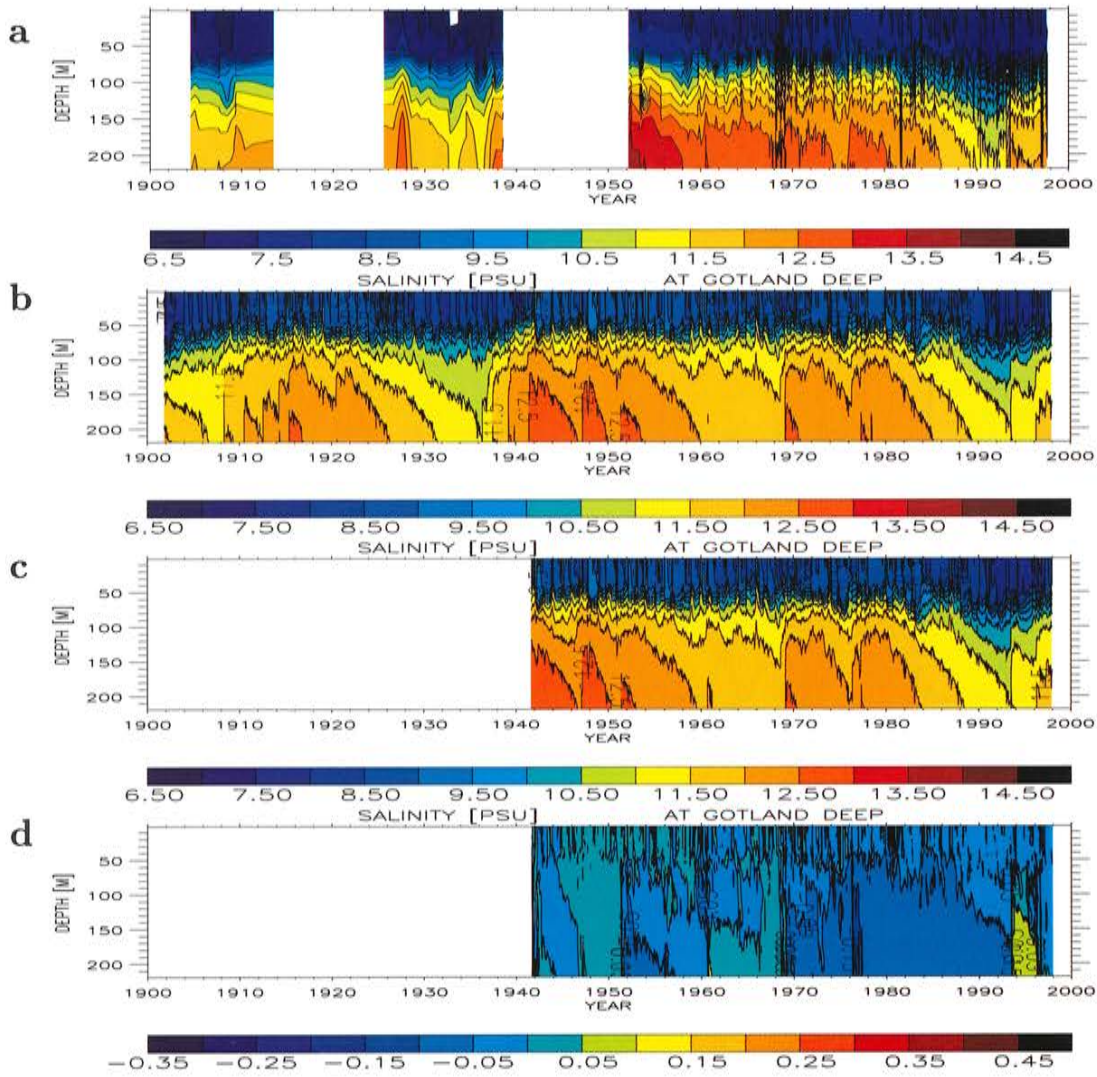 a
DEPTH [M]
50
100
150
200
1900 1910 1920 1930 1940 1950 1960 1970 1980 1990 2000
YEAR
6.5 7.5 8.5 9.5 10.5 11.5 12.5 13.5 14.5
SALINITY [PSU] AT GOTLAND DEEP
b
DEPTH [M]
50
100
150
200
1900 1910 1920 1930 1940 1950 1960 1970 1980 1990 2000
YEAR
6.50 7.50 8.50 9.50 10.50 11.50 12.50 13.50 14.50
SALINITY [PSU] AT GOTLAND DEEP
c
DEPTH [M]
50
100
150
200
1900 1910 1920 1930 1940 1950 1960 1970 1980 1990 2000
YEAR
6.50 7.50 8.50 9.50 10.50 11.50 12.50 13.50 14.50
SALINITY [PSU] AT GOTLAND DEEP
d
DEPTH [M]
50
100
150
200
1900 1910 1920 1930 1940 1950 1960 1970 1980 1990 2000
YEAR
−0.35 −0.25 −0.15 −0.05 0.05 0.15 0.25 0.35 0.45